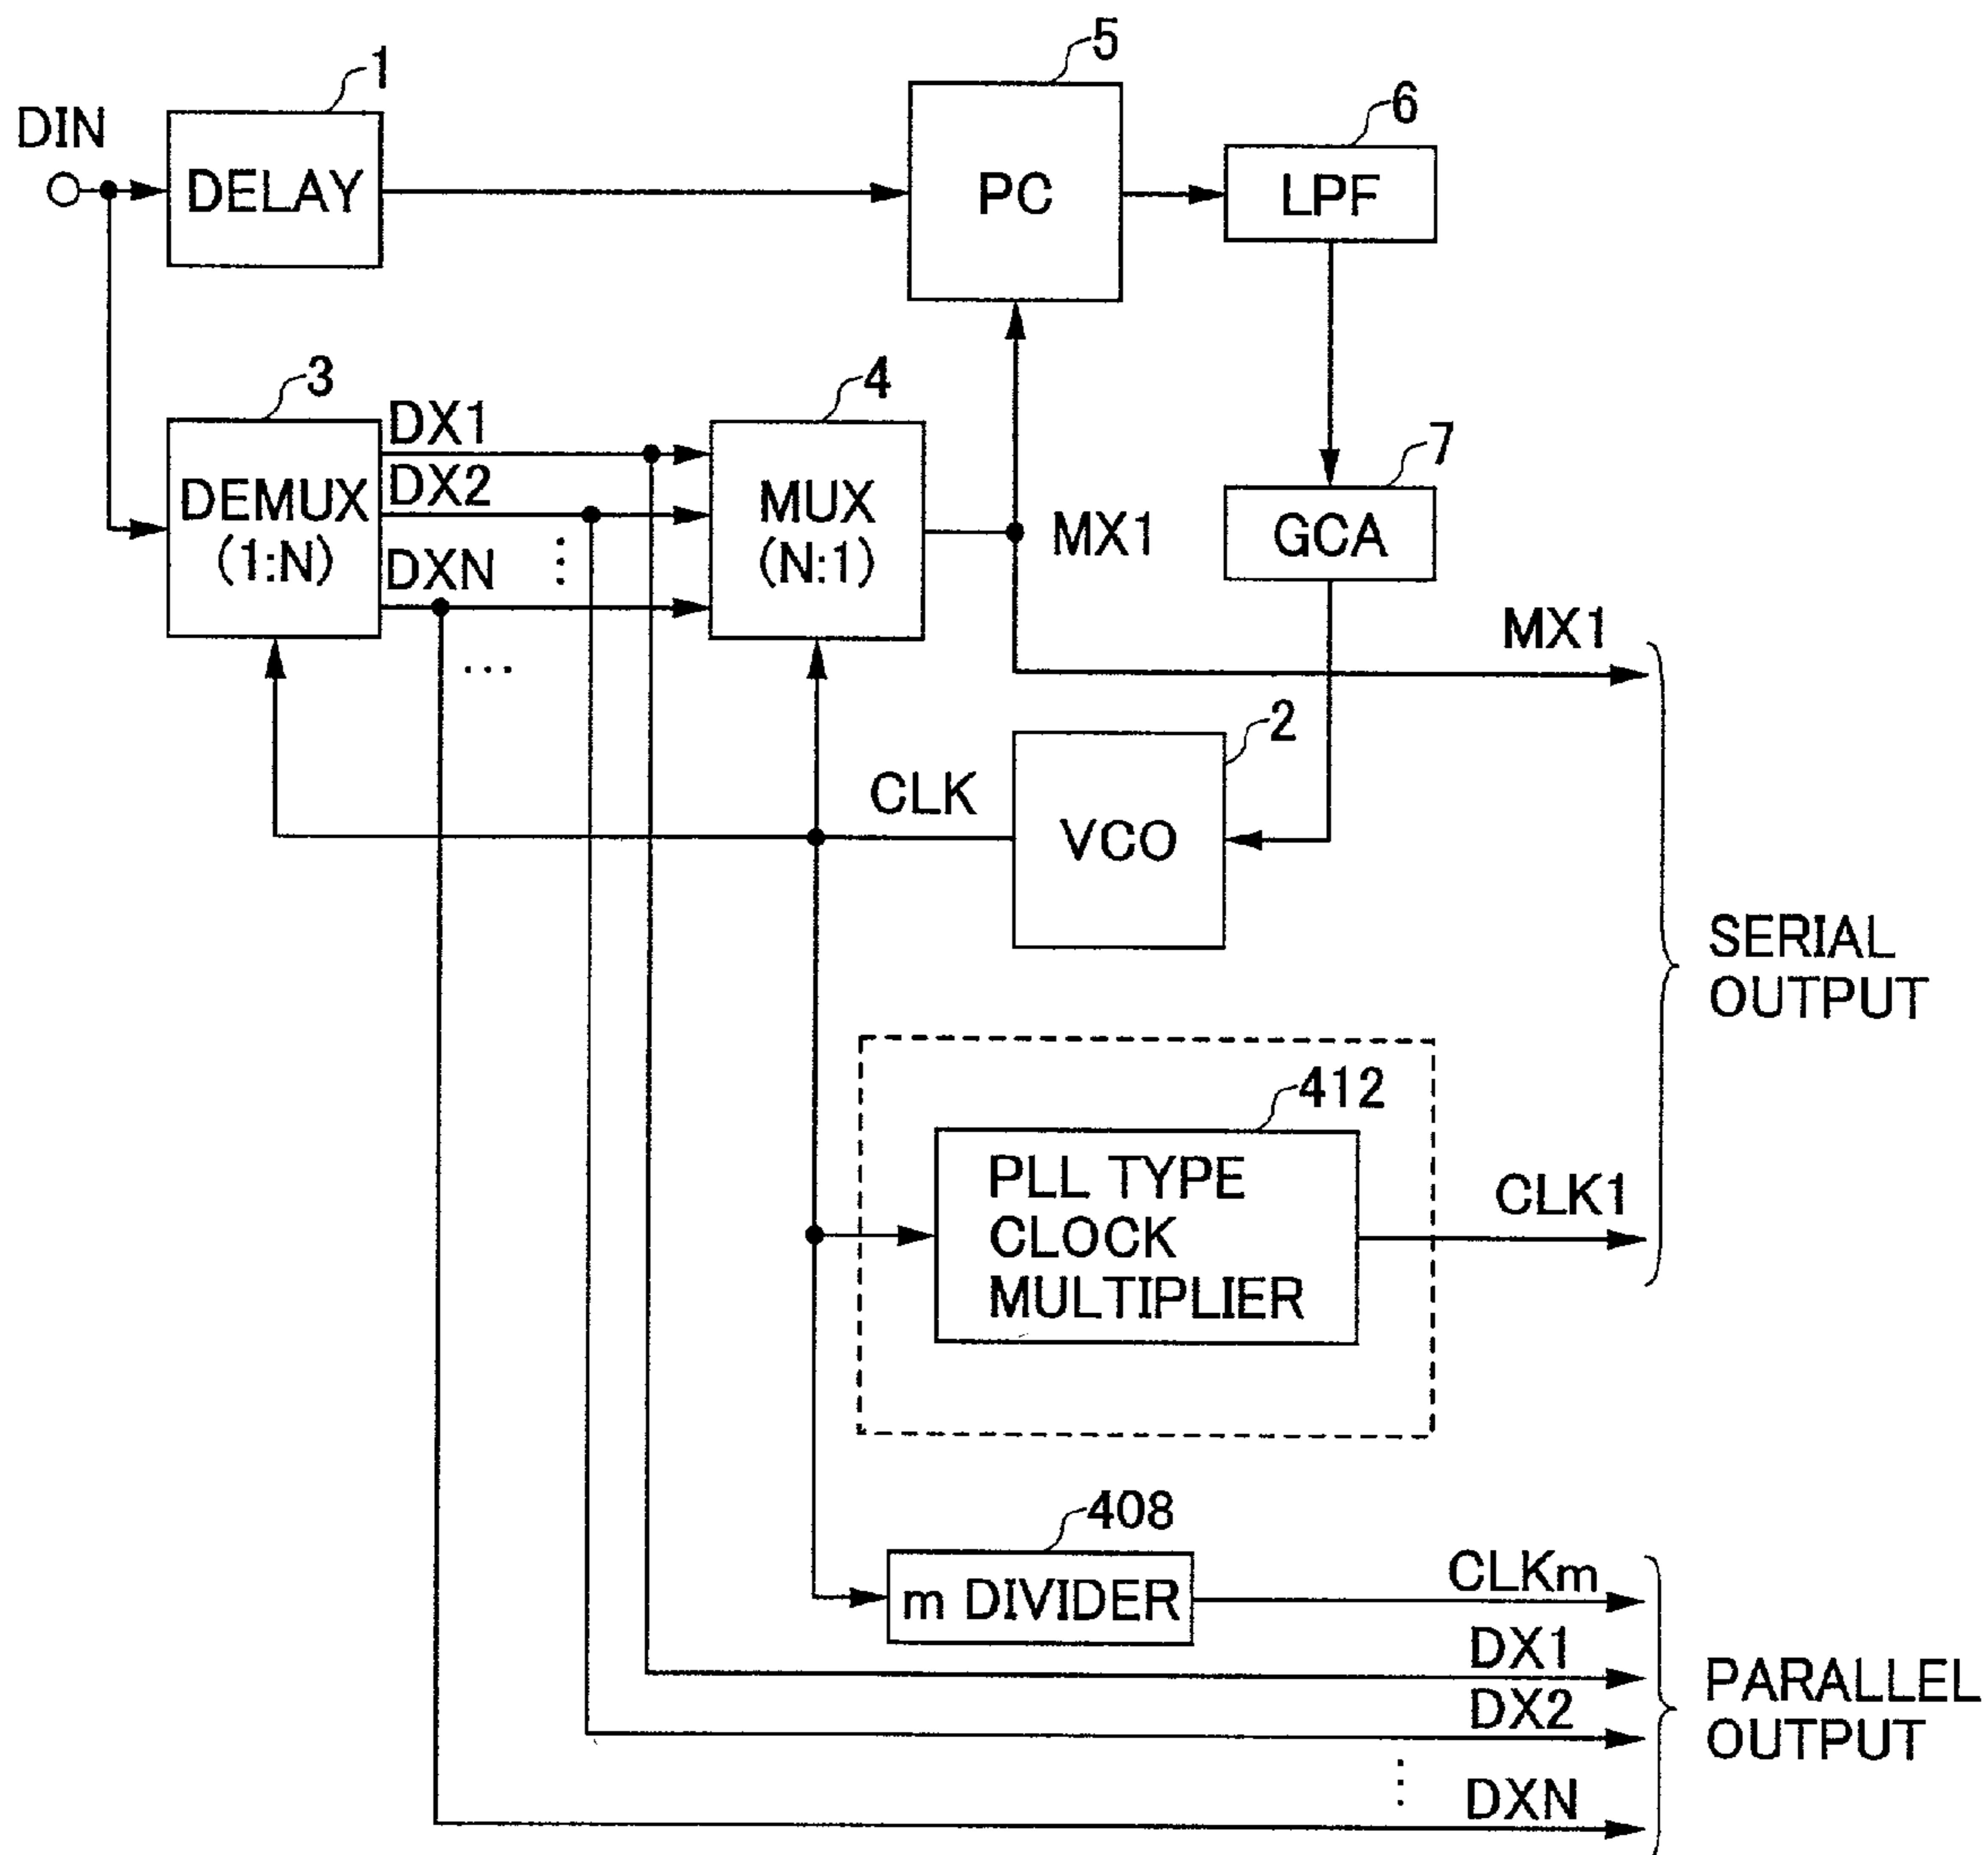 5
1
6
DIN
DELAY
PC
LPF
3
4
7
DX1
DX2
DXN
DEMUX
(1:N)
MUX
(N:1)
MX1
GCA
MX1
2
CLK
VCO
SERIAL
OUTPUT
412
PLL TYPE
CLOCK
MULTIPLIER
CLK1
408
m DIVIDER
CLKm
DX1
DX2
DXN
PARALLEL
OUTPUT